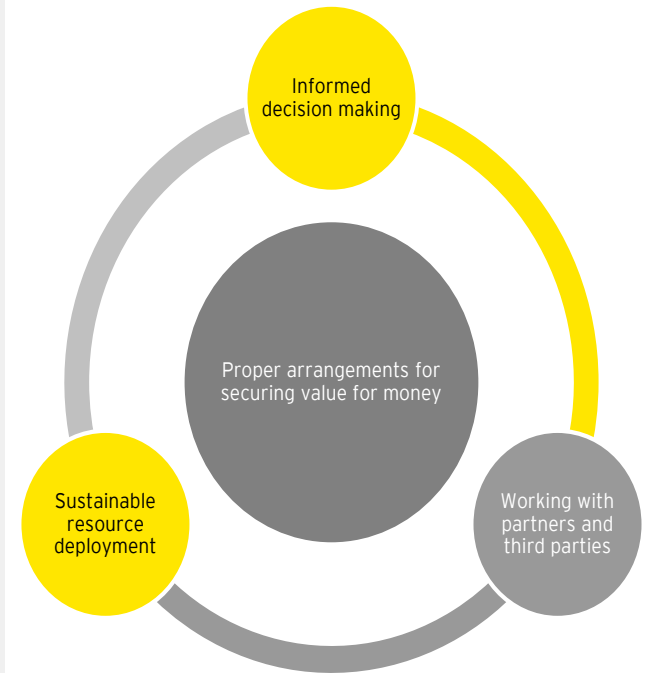 Informed
decision making
Proper arrangements for
securing value for money
Sustainable
resource
deployment
Working with
partners and
third parties